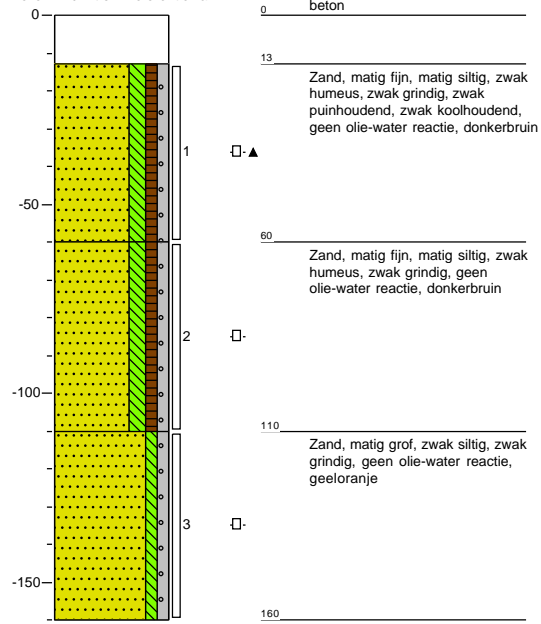 0
0
beton
13
Zand, matig fijn, matig siltig, zwak
humeus, zwak grindig, zwak
puinhoudend, zwak koolhoudend,
geen olie-water reactie, donkerbruin
1
-50
60
Zand, matig fijn, matig siltig, zwak
humeus, zwak grindig, geen
olie-water reactie, donkerbruin
2
-100
110
Zand, matig grof, zwak siltig, zwak
grindig, geen olie-water reactie,
geeloranje
3
-150
160